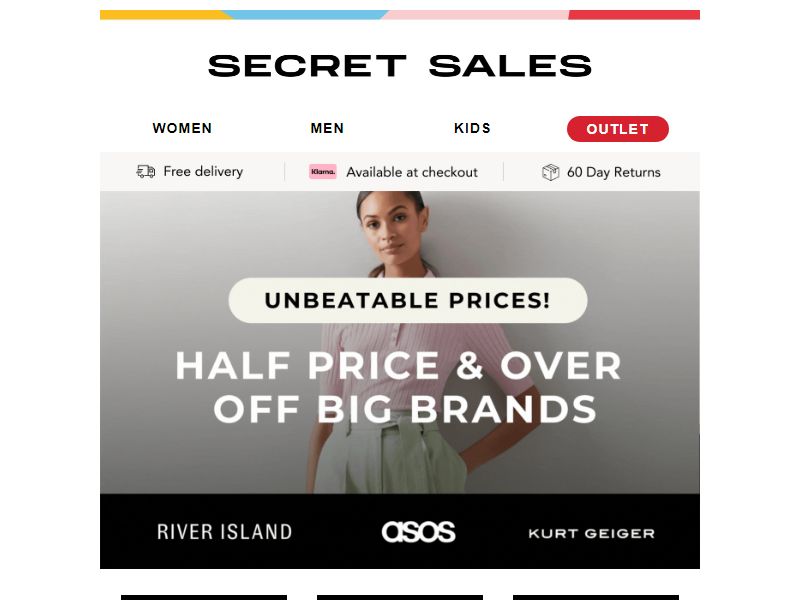 SECRET SALES
WOMEN MEN KIDS OUTLET
Free delivery Klarna. Available at checkout 60 Day Returns
UNBEATABLE PRICES!
HALF PRICE & OVER
OFF BIG BRANDS
RIVER ISLAND asos KURT GEIGER